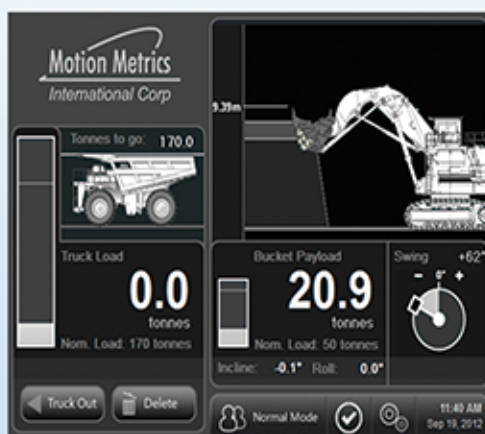 Motion Metrics
International Corp
Tonnes to go: 170.0
Truck Load
0.0
tonnes
Nom. Load: 170 tonnes
Truck Out
Delete
9.39m
Bucket Payload
20.9
tonnes
Nom. Load: 50 tonnes
Incline: -0.1° Roll: 0.0°
Swing +62°
- 0° +
Normal Mode
11:40 AM
Sep 19, 2012